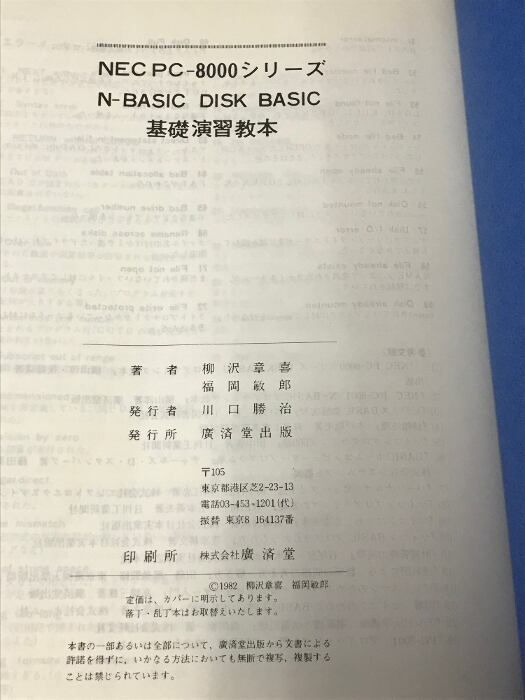 NEC PC-8000シリーズ
N-BASIC DISK BASIC
基礎演習教本
著者 柳沢章喜
福岡敏郎
発行者 川口勝治
発行所 廣済堂出版
〒105
東京都港区芝2-23-13
電話03-453-1201(代)
振替 東京8 164137番
印刷所 株式会社廣済堂
©1982 柳沢章喜 福岡敏郎
定価は、カバーに明示してあります。
落丁・乱丁本はお取替えいたします。
本書の一部あるいは全部について、廣済堂出版から文書による
許諾を得ずに、いかなる方法においても無断で複写、複製する
ことは禁じられています。